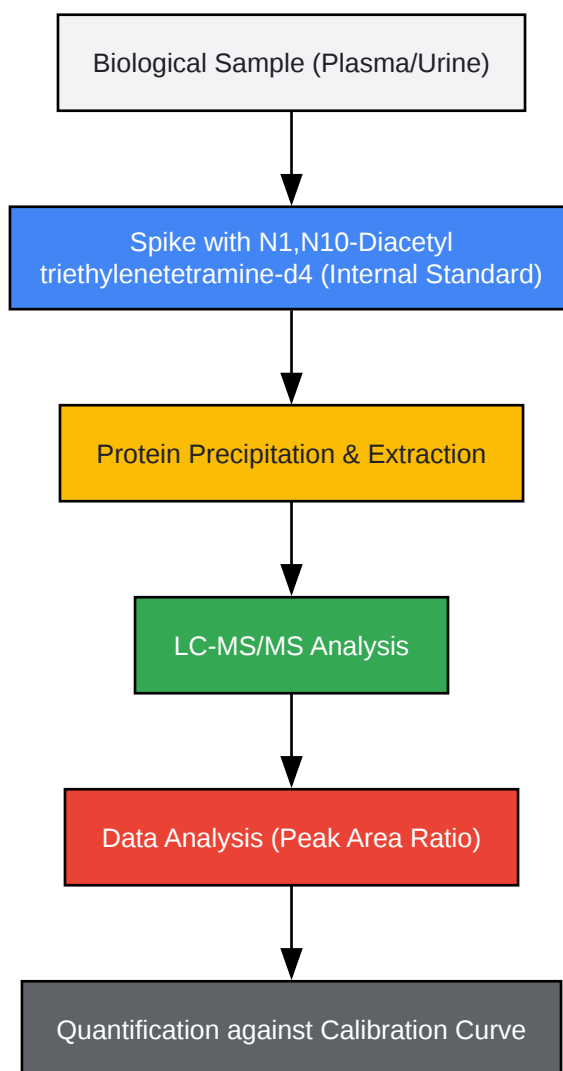 Biological Sample (Plasma/Urine)
Spike with N1,N10-Diacetyl
triethylenetetramine-d4 (Internal Standard)
Protein Precipitation & Extraction
LC-MS/MS Analysis
Data Analysis (Peak Area Ratio)
Quantification against Calibration Curve